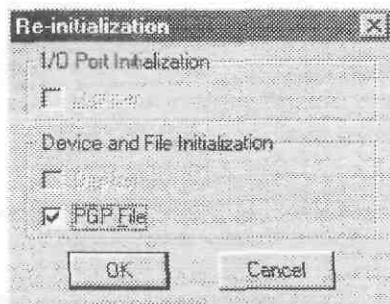 Re-initialization
I/O Port Initialization
Device and File Initialization
PGP File
OK
Cancel